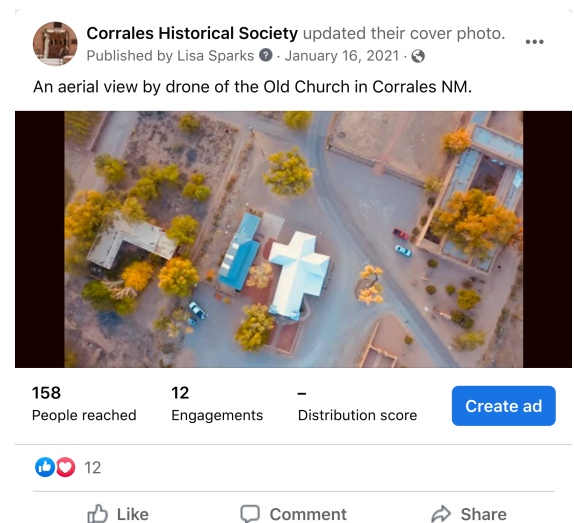 Corrales Historical Society updated their cover photo.
Published by Lisa Sparks · January 16, 2021 ·
An aerial view by drone of the Old Church in Corrales NM.
158 12 –
People reached Engagements Distribution score
Create ad
12
Like Comment Share